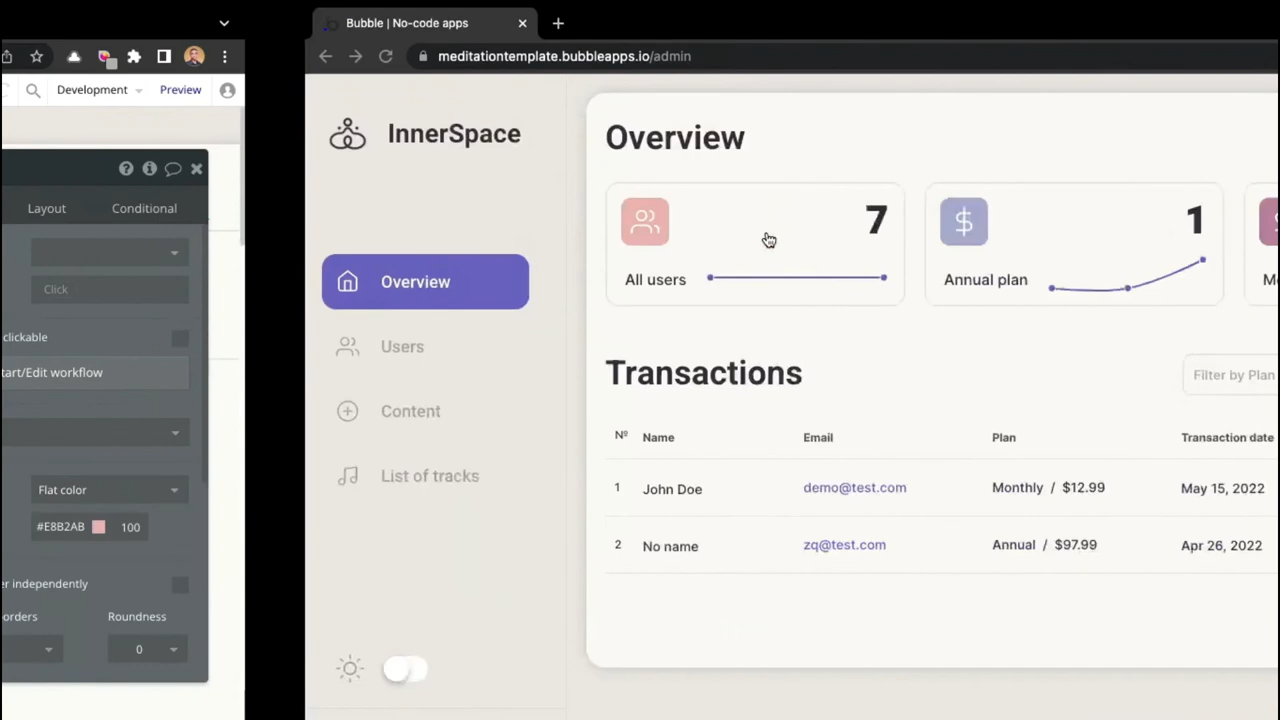 Bubble | No-code apps
meditationtemplate.bubbleapps.io/admin
Development
Preview
Layout
Conditional
Click
clickable
tart/Edit workflow
Flat color
#E8B2AB
100
er independently
orders
Roundness
0
InnerSpace
Overview
Users
Content
List of tracks
Overview
7
All users
1
Annual plan
Transactions
Filter by Plan
Nº Name Email Plan Transaction date
1 John Doe demo@test.com Monthly / $12.99 May 15, 2022
2 No name zq@test.com Annual / $97.99 Apr 26, 2022